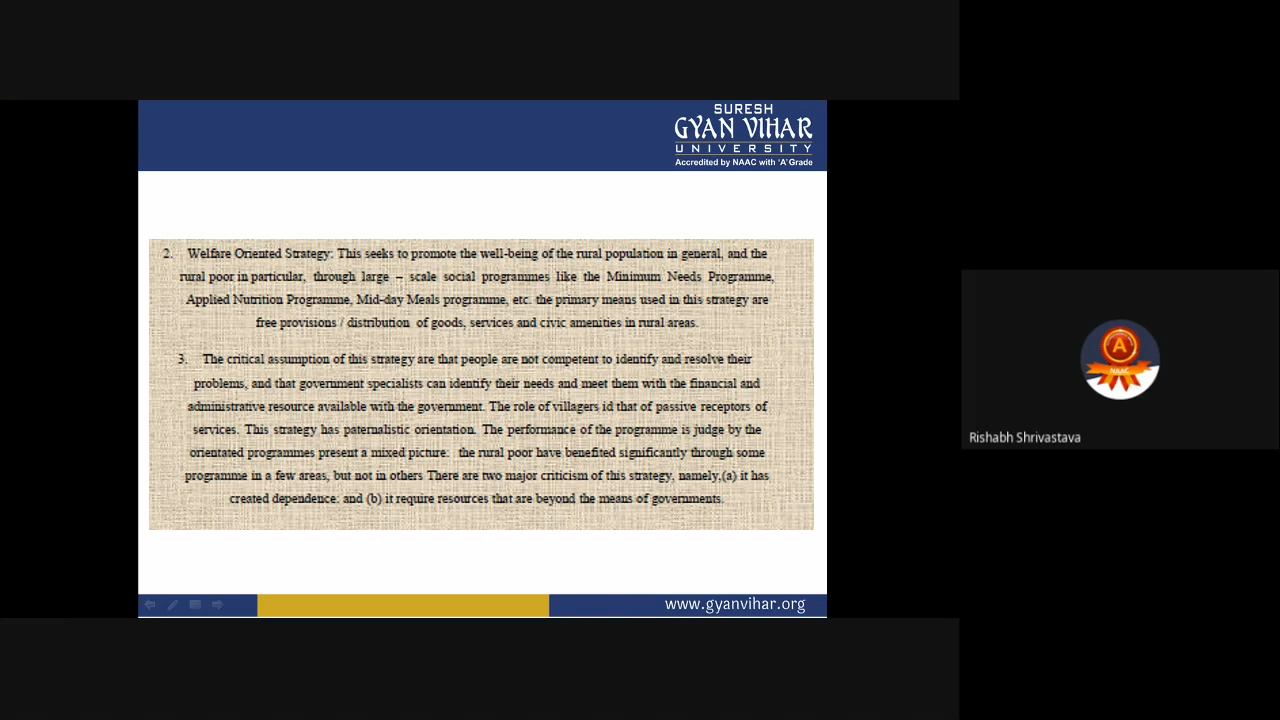 SURESH
GYAN VIHAR
UNIVERSITY
Accredited by NAAC with 'A' Grade
2. Welfare Oriented Strategy: This seeks to promote the well-being of the rural population in general, and the
rural poor in particular, through large – scale social programmes like the Minimum Needs Programme,
Applied Nutrition Programme, Mid-day Meals programme, etc. the primary means used in this strategy are
free provisions / distribution of goods, services and civic amenities in rural areas.
3. The critical assumption of this strategy are that people are not competent to identify and resolve their
problems, and that government specialists can identify their needs and meet them with the financial and
administrative resource available with the government. The role of villagers id that of passive receptors of
services. This strategy has paternalistic orientation. The performance of the programme is judge by the
orientated programmes present a mixed picture: the rural poor have benefited significantly through some
programme in a few areas, but not in others There are two major criticism of this strategy, namely,(a) it has
created dependence: and (b) it require resources that are beyond the means of governments.
www.gyanvihar.org
A
NAAC
Rishabh Shrivastava